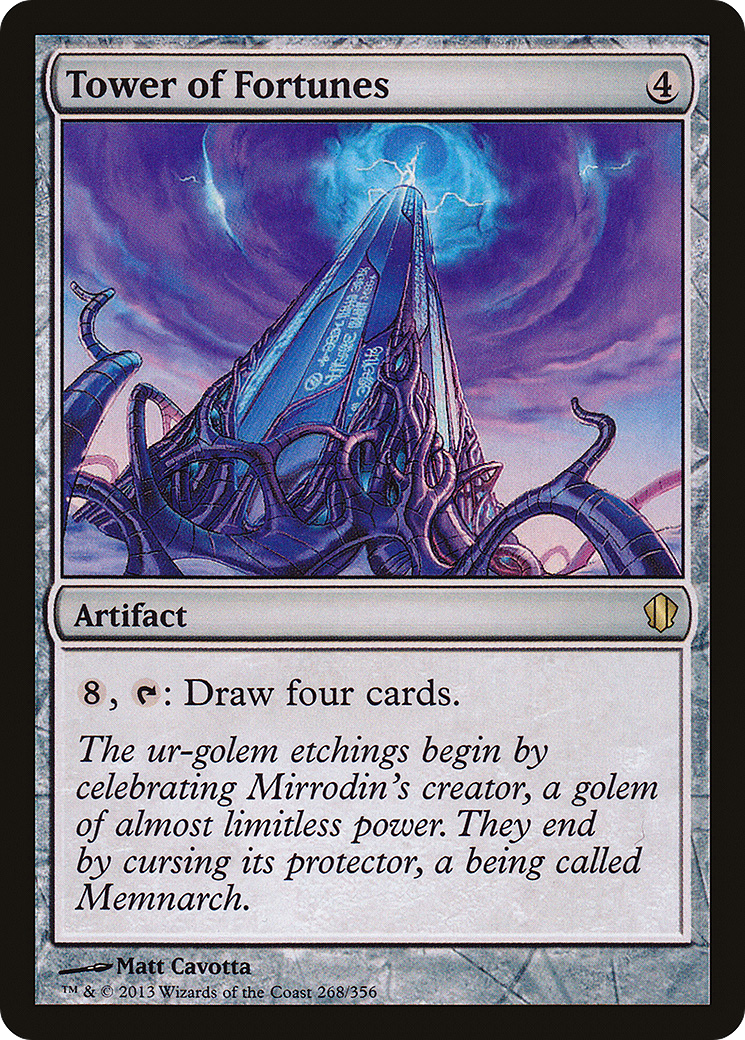 Tower of Fortunes
4
Artifact
8, : Draw four cards.
The ur-golem etchings begin by
celebrating Mirrodin's creator, a golem
of almost limitless power. They end
by cursing its protector, a being called
Memnarch.
Matt Cavotta
™ & © 2013 Wizards of the Coast 268/356